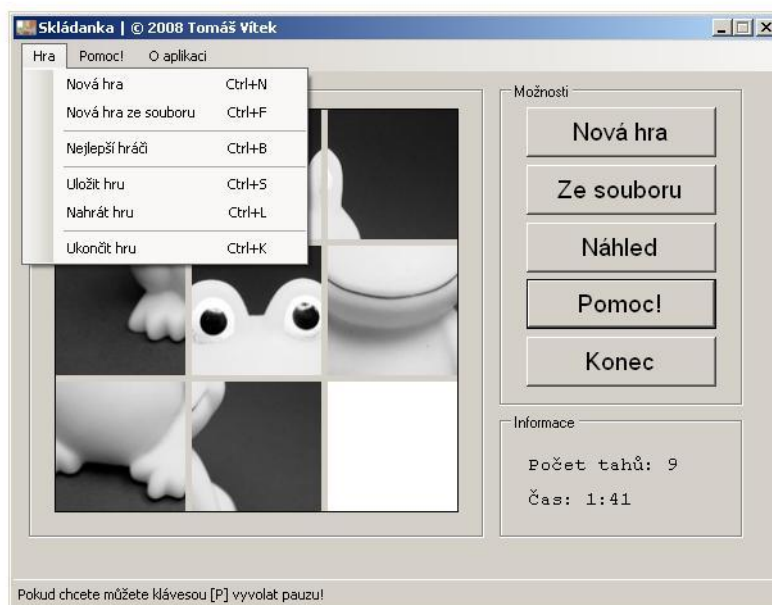 Skládanka | © 2008 Tomáš Vítek
Hra Pomoc! O aplikaci
Nová hra Ctrl+N
Nová hra ze souboru Ctrl+F
Nejlepší hráči Ctrl+B
Uložit hru Ctrl+S
Nahrát hru Ctrl+L
Ukončit hru Ctrl+K
Možnosti
Nová hra
Ze souboru
Náhled
Pomoc!
Konec
Informace
Počet tahů: 9
Čas: 1:41
Pokud chcete můžete klávesou [P] vyvolat pauzu!